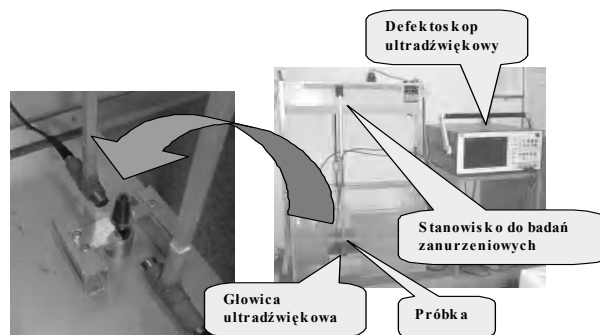 Defektoskop
ultradźwiękowy
Stanowisko do badań
zanurzeniowych
Głowica
ultradźwiękowa
Próbka